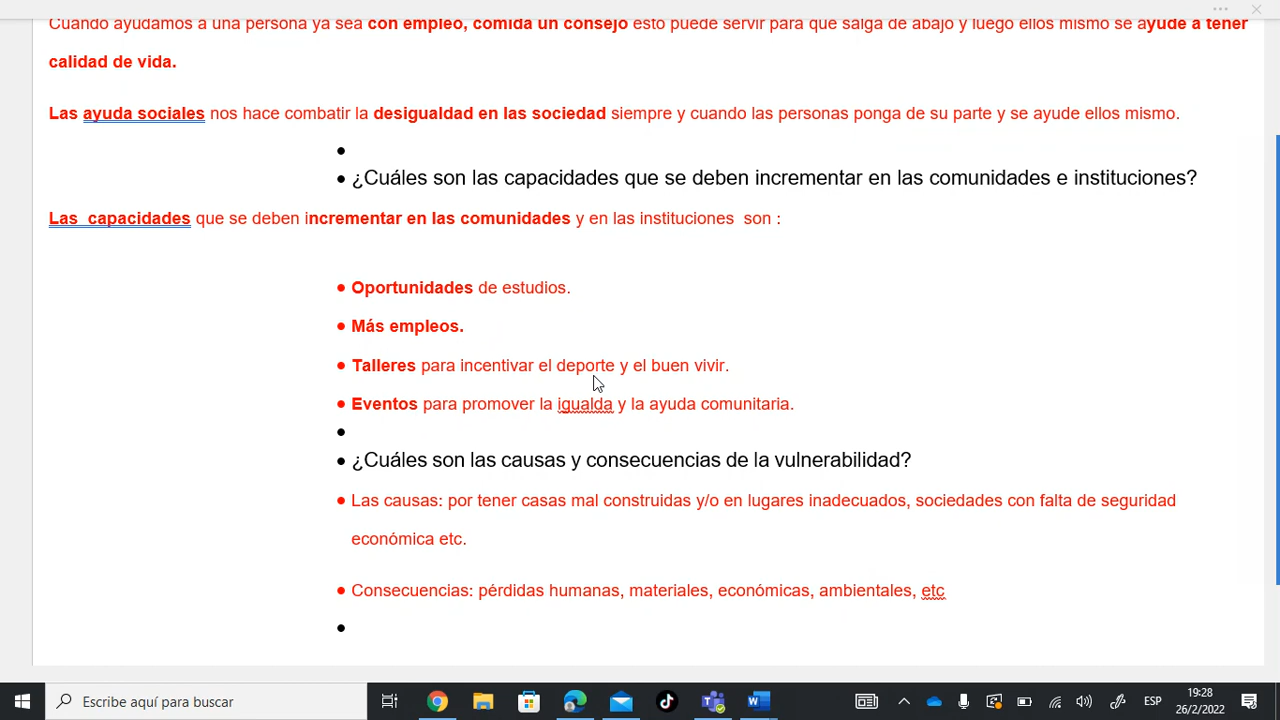 Cuando ayudamos a una persona ya sea con empleo, comida un consejo esto puede servir para que salga de abajo y luego ellos mismo se ayude a tener
calidad de vida.
Las ayuda sociales nos hace combatir la desigualdad en las sociedad siempre y cuando las personas ponga de su parte y se ayude ellos mismo.
•
• ¿Cuáles son las capacidades que se deben incrementar en las comunidades e instituciones?
Las  capacidades que se deben incrementar en las comunidades y en las instituciones  son :
• Oportunidades de estudios.
• Más empleos.
• Talleres para incentivar el deporte y el buen vivir.
• Eventos para promover la igualda y la ayuda comunitaria.
•
• ¿Cuáles son las causas y consecuencias de la vulnerabilidad?
• Las causas: por tener casas mal construidas y/o en lugares inadecuados, sociedades con falta de seguridad
económica etc.
• Consecuencias: pérdidas humanas, materiales, económicas, ambientales, etc
•
Escribe aquí para buscar
ESP
19:28
26/2/2022